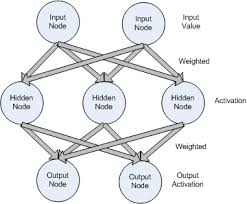 Input
Node
Input
Node
Input
Value
Weighted
Hidden
Node
Hidden
Node
Hidden
Node
Activation
Weighted
Output
Node
Output
Node
Output
Activation